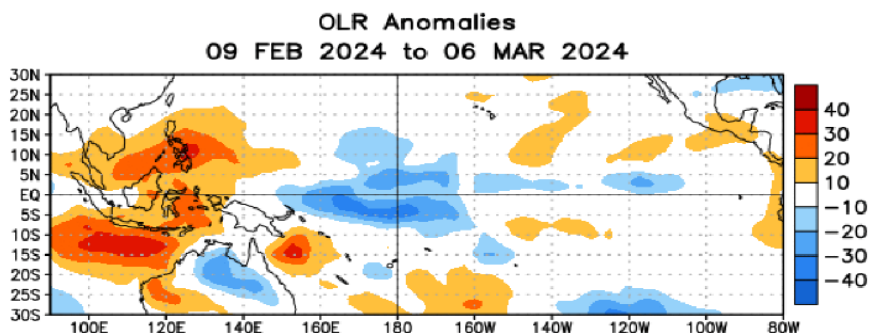 OLR Anomalies
09 FEB 2024 to 06 MAR 2024
30N
25N
20N
15N
10N
5N
EQ
5S
10S
15S
20S
25S
30S
100E 120E 140E 160E 180 160W 140W 120W 100W 80W
40
30
20
10
-10
-20
-30
-40